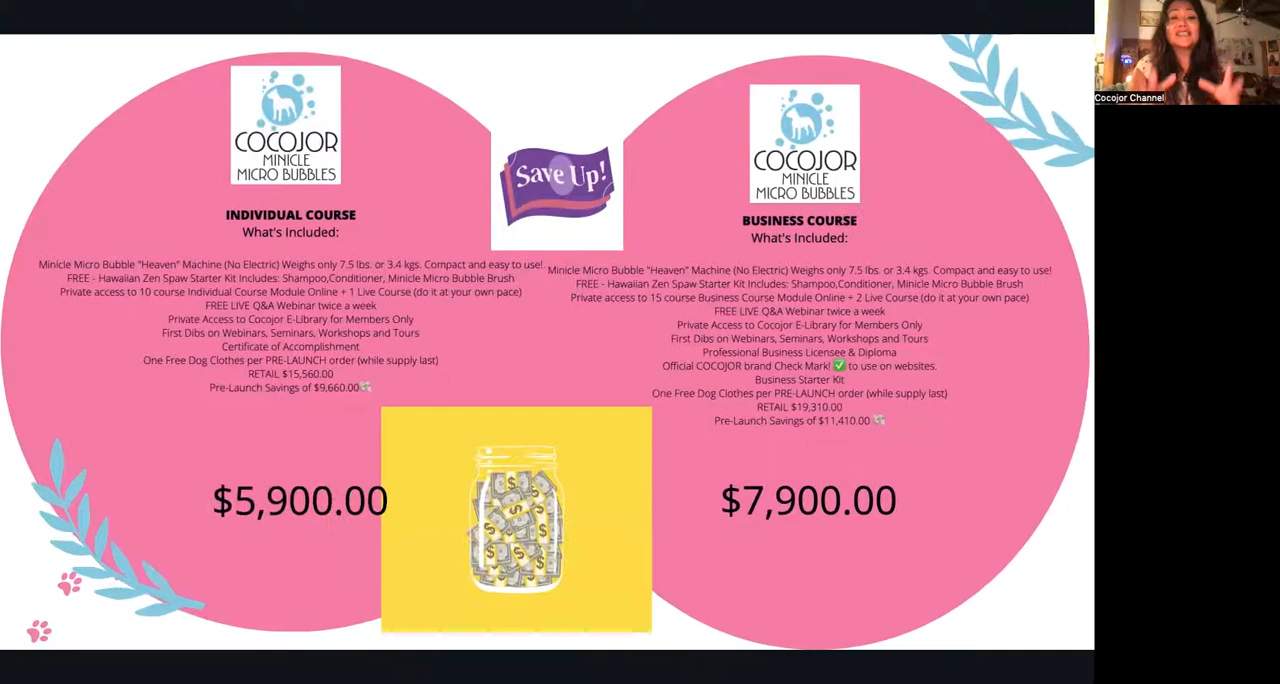 COCOJOR
MINICLE
MICRO BUBBLES
INDIVIDUAL COURSE
What's Included:
Minicle Micro Bubble "Heaven" Machine (No Electric) Weighs only 7.5 lbs. or 3.4 kgs. Compact and easy to use!
FREE - Hawaiian Zen Spaw Starter Kit Includes: Shampoo,Conditioner, Minicle Micro Bubble Brush
Private access to 10 course Individual Course Module Online + 1 Live Course (do it at your own pace)
FREE LIVE Q&A Webinar twice a week
Private Access to Cocojor E-Library for Members Only
First Dibs on Webinars, Seminars, Workshops and Tours
Certificate of Accomplishment
One Free Dog Clothes per PRE-LAUNCH order (while supply last)
RETAIL $15,560.00
Pre-Launch Savings of $9,660.00💸
$5,900.00
Save Up!
COCOJOR
MINICLE
MICRO BUBBLES
BUSINESS COURSE
What's Included:
Minicle Micro Bubble "Heaven" Machine (No Electric) Weighs only 7.5 lbs. or 3.4 kgs. Compact and easy to use!
FREE - Hawaiian Zen Spaw Starter Kit Includes: Shampoo,Conditioner, Minicle Micro Bubble Brush
Private access to 15 course Business Course Module Online + 2 Live Course (do it at your own pace)
FREE LIVE Q&A Webinar twice a week
Private Access to Cocojor E-Library for Members Only
First Dibs on Webinars, Seminars, Workshops and Tours
Professional Business Licensee & Diploma
Official COCOJOR brand Check Mark! ✅ to use on websites.
Business Starter Kit
One Free Dog Clothes per PRE-LAUNCH order (while supply last)
RETAIL $19,310.00
Pre-Launch Savings of $11,410.00 💸
$7,900.00
Cocojor Channel